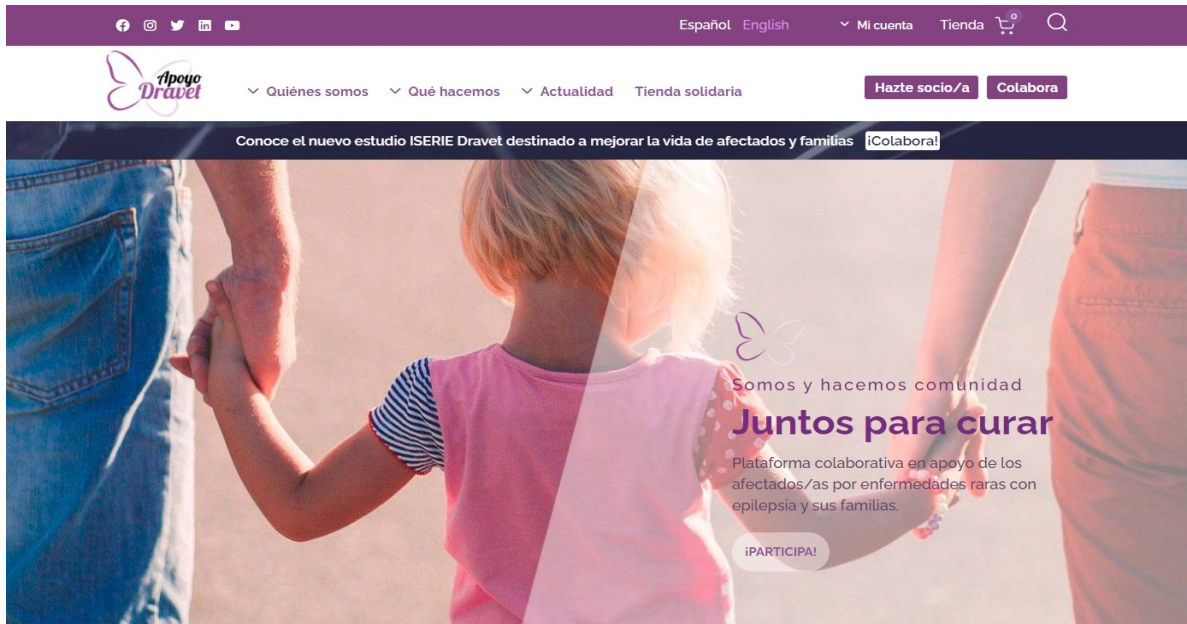 Español English Mi cuenta Tienda 0
Apoyo
Dravet
Quiénes somos Qué hacemos Actualidad Tienda solidaria Hazte socio/a Colabora
Conoce el nuevo estudio ISERIE Dravet destinado a mejorar la vida de afectados y familias ¡Colabora!
Somos y hacemos comunidad
Juntos para curar
Plataforma colaborativa en apoyo de los
afectados/as por enfermedades raras con
epilepsia y sus familias.
¡PARTICIPA!